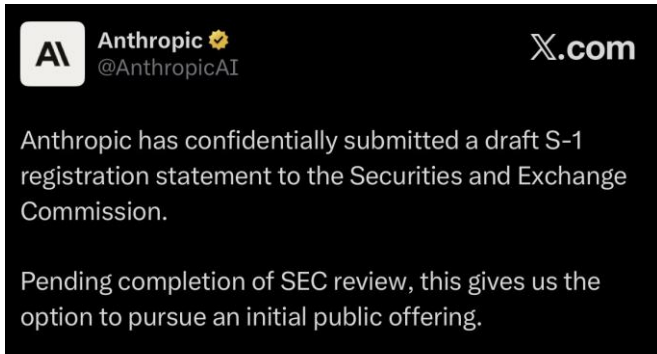 Anthropic
@AnthropicAI
X.com
Anthropic has confidentially submitted a draft S-1
registration statement to the Securities and Exchange
Commission.
Pending completion of SEC review, this gives us the
option to pursue an initial public offering.